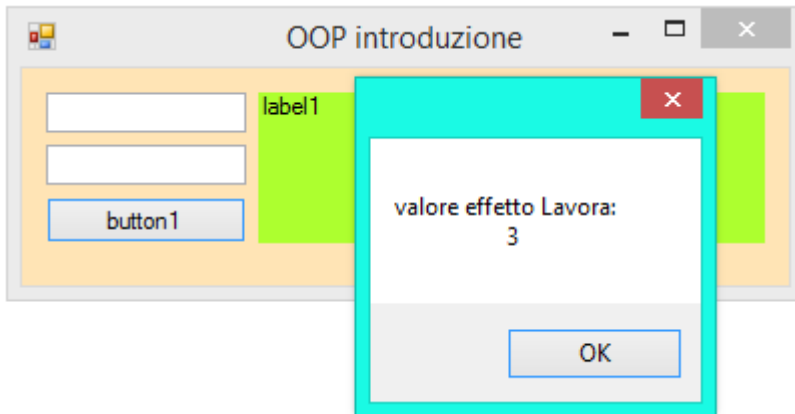 OOP introduzione
label1
button1
valore effetto Lavora:
3
OK